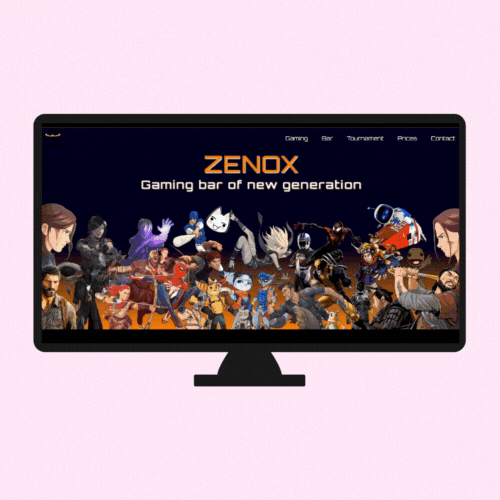 Gaming Bar Tournament Prices Contact
ZENOX
Gaming bar of new generation